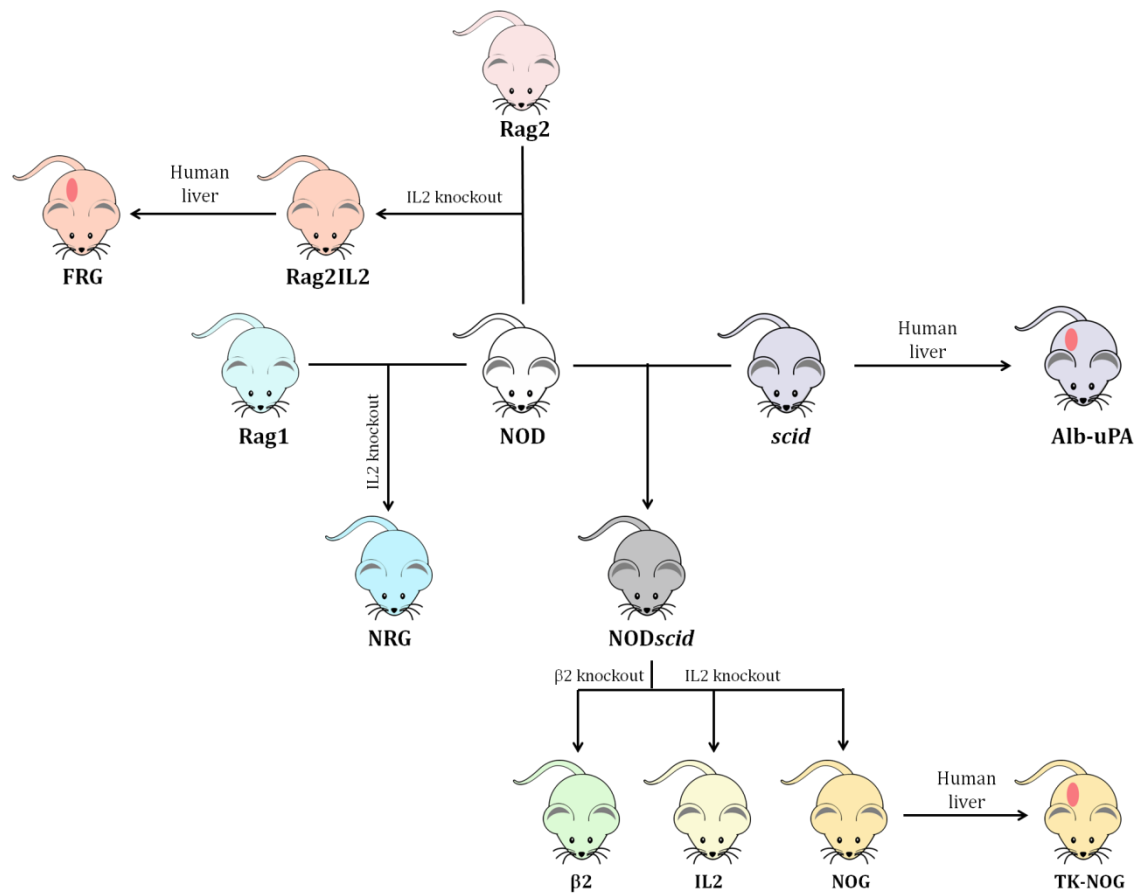 Rag2
Human
liver
IL2 knockout
FRG
Rag2IL2
Human
liver
Rag1
NOD
scid
Alb-uPA
IL2 knockout
NRG
NODscid
β2 knockout
IL2 knockout
Human
liver
β2
IL2
NOG
TK-NOG